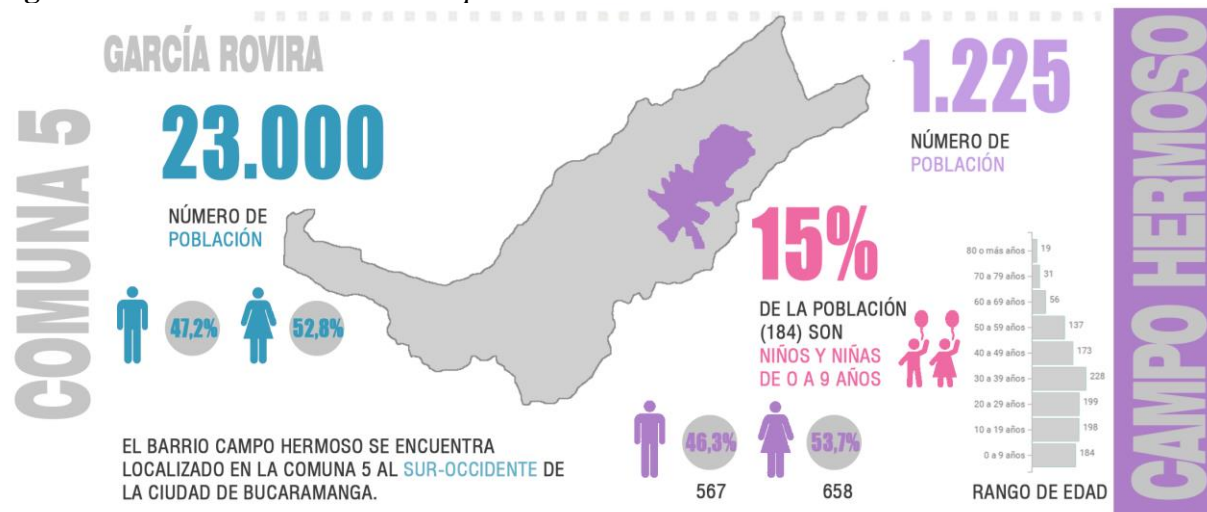 COMUNA 5
GARCÍA ROVIRA
23.000
NÚMERO DE
POBLACIÓN
47,2%
52,8%
EL BARRIO CAMPO HERMOSO SE ENCUENTRA
LOCALIZADO EN LA COMUNA 5 AL SUR-OCCIDENTE DE
LA CIUDAD DE BUCARAMANGA.
1.225
NÚMERO DE
POBLACIÓN
15%
DE LA POBLACIÓN
(184) SON
NIÑOS Y NIÑAS
DE 0 A 9 AÑOS
46,3%
53,7%
567
658
80 o más años 19
70 a 79 años 31
60 a 69 años 56
50 a 59 años 137
40 a 49 años 173
30 a 39 años 228
20 a 29 años 199
10 a 19 años 198
0 a 9 años 184
RANGO DE EDAD
CAMPO HERMOSO